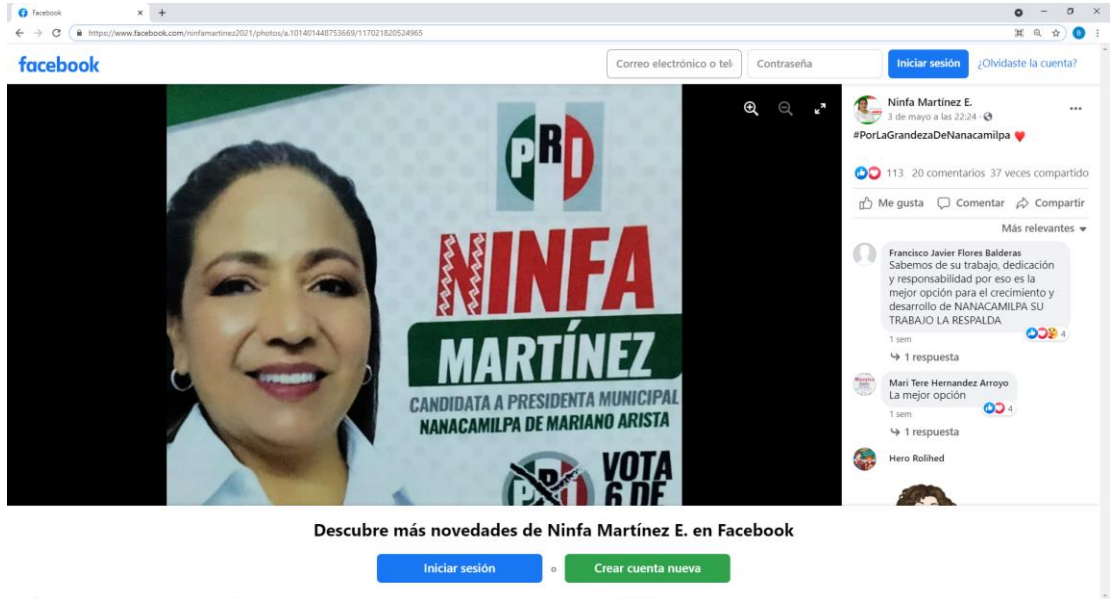 Facebook
https://www.facebook.com/ninfamartinez2021/photos/a.101401448753669/117021820524965
B
facebook
Correo electrónico o tel
Contraseña
Iniciar sesión
¿Olvidaste la cuenta?
PRI
NINFA
MARTÍNEZ
CANDIDATA A PRESIDENTA MUNICIPAL
NANACAMILPA DE MARIANO ARISTA
PRI
VOTA
6 DE
Ninfa Martínez E.
3 de mayo a las 22:24 ·
#PorLaGrandezaDeNanacamilpa
113 20 comentarios 37 veces compartido
Me gusta Comentar Compartir
Más relevantes
Francisco Javier Flores Balderas
Sabemos de su trabajo, dedicación
y responsabilidad por eso es la
mejor opción para el crecimiento y
desarrollo de NANACAMILPA SU
TRABAJO LA RESPALDA
4
1 sem
1 respuesta
Mari Tere Hernandez Arroyo
La mejor opción
4
1 sem
1 respuesta
Hero Rolihed
Descubre más novedades de Ninfa Martínez E. en Facebook
Iniciar sesión
o
Crear cuenta nueva